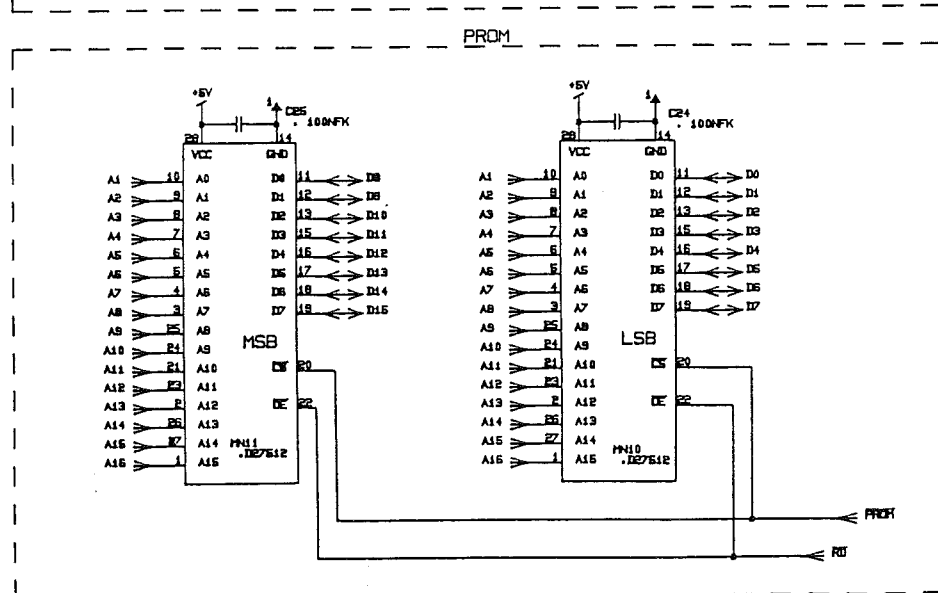 PROM
+5V 1 C25 . 100NFK
28 14
VCC GND
A1 10 A0 D0 11 D8
A2 9 A1 D1 12 D9
A3 8 A2 D2 13 D10
A4 7 A3 D3 15 D11
A5 6 A4 D4 16 D12
A6 5 A5 D5 17 D13
A7 4 A6 D6 18 D14
A8 3 A7 D7 19 D15
A9 25 A8
MSB
A10 24 A9
A11 21 A10 CS 20
A12 23 A11
A13 2 A12 OE 22
A14 26 A13
A15 27 A14 MN11
A16 1 A15 .D27512
+5V 1 C24 . 100NFK
28 14
VCC GND
A1 10 A0 D0 11 D0
A2 9 A1 D1 12 D1
A3 8 A2 D2 13 D2
A4 7 A3 D3 15 D3
A5 6 A4 D4 16 D4
A6 5 A5 D5 17 D5
A7 4 A6 D6 18 D6
A8 3 A7 D7 19 D7
A9 25 A8
LSB
A10 24 A9
A11 21 A10 CS 20
A12 23 A11
A13 2 A12 OE 22
A14 26 A13
A15 27 A14
A16 1 A15 MN10
.D27512
PROM
RD